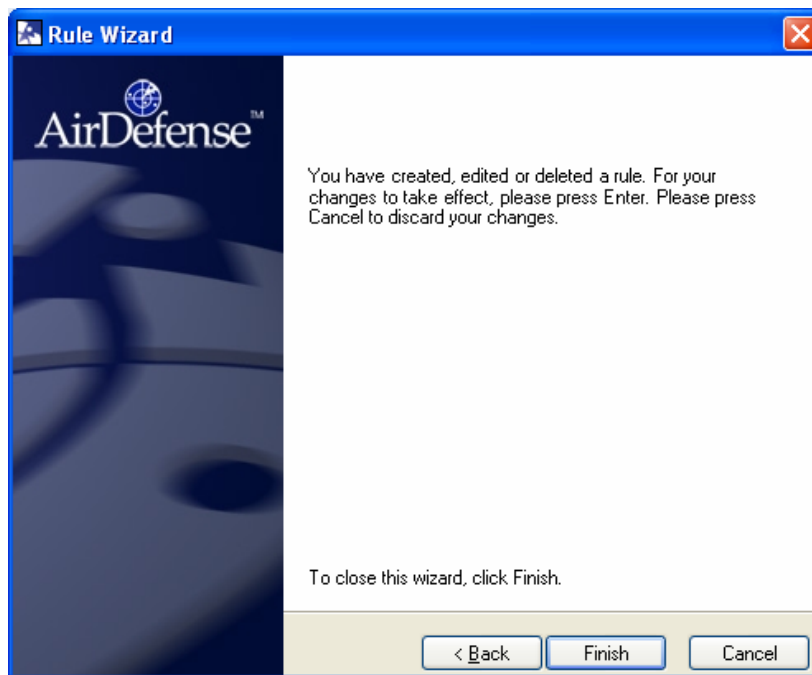 Rule Wizard
AirDefense™
You have created, edited or deleted a rule. For your
changes to take effect, please press Enter. Please press
Cancel to discard your changes.
To close this wizard, click Finish.
< Back
Finish
Cancel